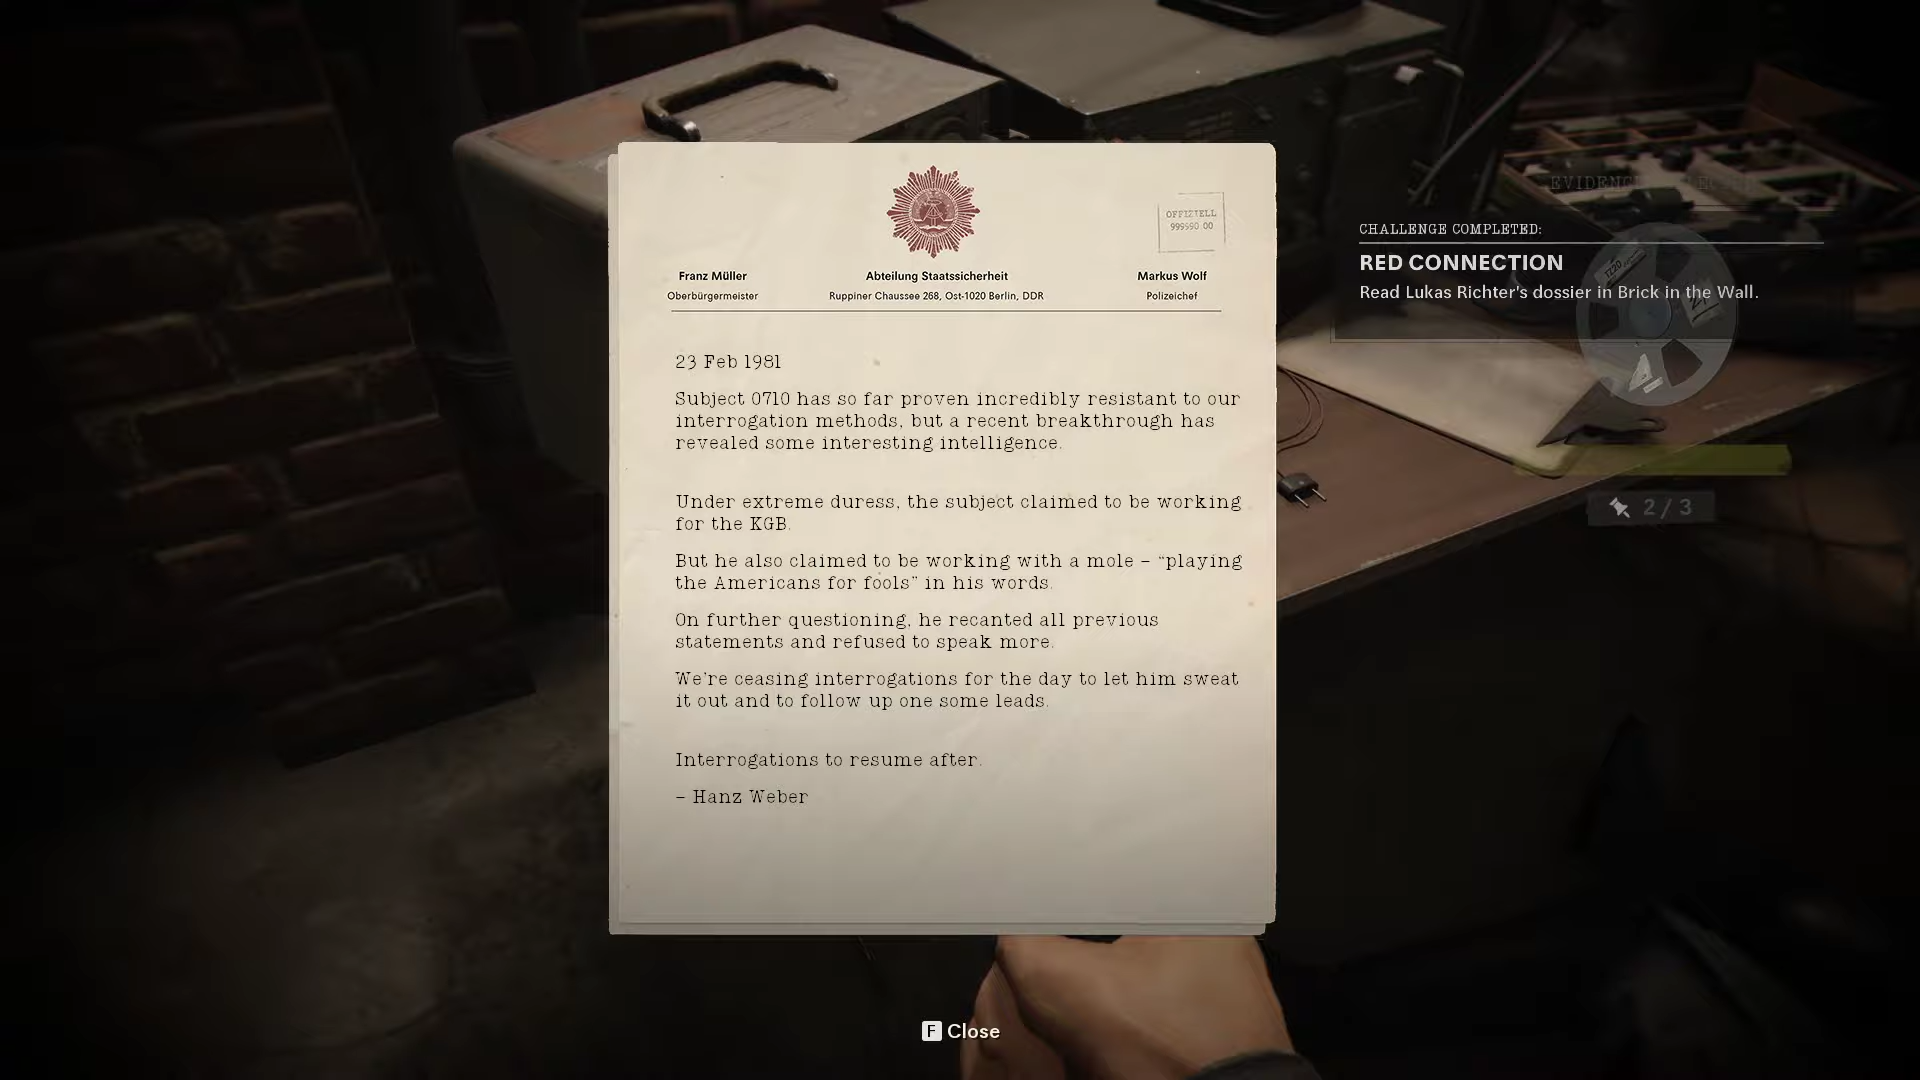 OFFIZIELL
999990 00
Franz Müller
Oberbürgermeister
Abteilung Staatssicherheit
Ruppiner Chaussee 268, Ost-1020 Berlin, DDR
Markus Wolf
Polizeichef
23 Feb 1981
Subject 0710 has so far proven incredibly resistant to our
interrogation methods, but a recent breakthrough has
revealed some interesting intelligence.
Under extreme duress, the subject claimed to be working
for the KGB.
But he also claimed to be working with a mole – “playing
the Americans for fools” in his words.
On further questioning, he recanted all previous
statements and refused to speak more.
We’re ceasing interrogations for the day to let him sweat
it out and to follow up one some leads.
Interrogations to resume after.
– Hanz Weber
CHALLENGE COMPLETED:
RED CONNECTION
Read Lukas Richter's dossier in Brick in the Wall.
2/3
F Close